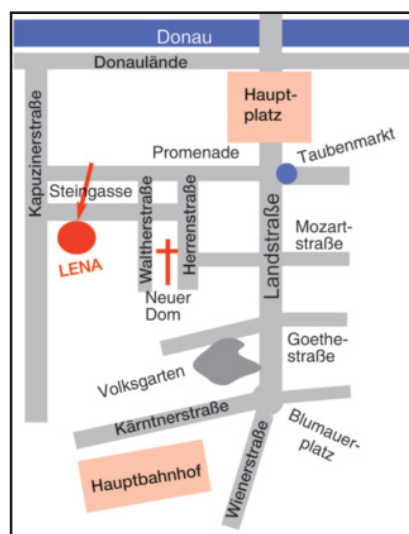 Donau
Donaulände
Haupt-
platz
Kapuzinerstraße
Promenade
Taubenmarkt
Steingasse
Waltherstraße
Herrenstraße
Landstraße
Mozart-
straße
LENA
Neuer
Dom
Goethe-
straße
Volksgarten
Kärntnerstraße
Blumauer-
platz
Wienerstraße
Hauptbahnhof